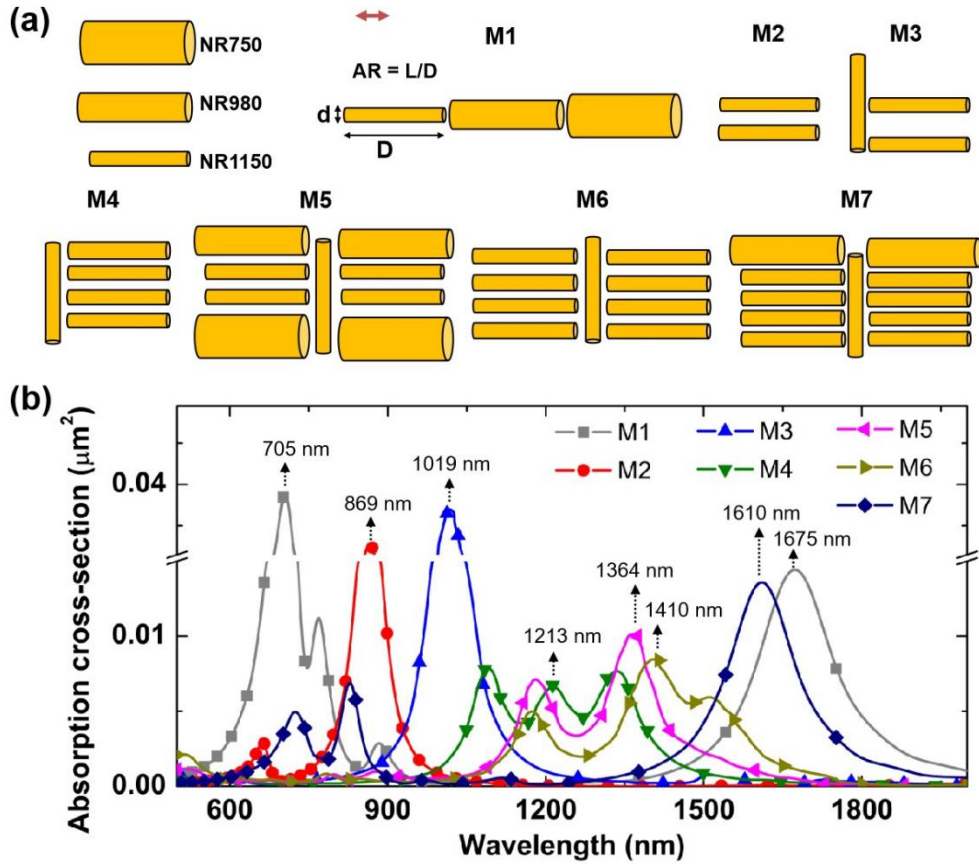 (a)
NR750
NR980
NR1150
AR = L/D
d
D
M1
M2
M3
M4
M5
M6
M7
(b)
Absorption cross-section (μm²)
0.04
0.01
0.00
705 nm
869 nm
1019 nm
1213 nm
1364 nm
1410 nm
1610 nm
1675 nm
M1
M2
M3
M4
M5
M6
M7
600
900
1200
1500
1800
Wavelength (nm)